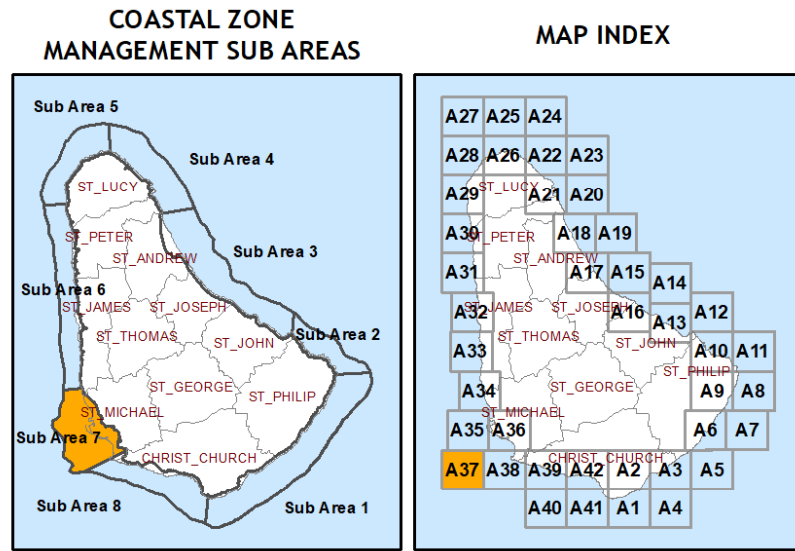 COASTAL ZONE
MANAGEMENT SUB AREAS
Sub Area 5
Sub Area 4
ST_LUCY
ST_PETER
Sub Area 3
ST_ANDREW
Sub Area 6
ST_JAMES
ST_JOSEPH
Sub Area 2
ST_THOMAS
ST_JOHN
ST_GEORGE
ST_PHILIP
ST_MICHAEL
Sub Area 7
CHRIST_CHURCH
Sub Area 8
Sub Area 1
MAP INDEX
A27 A25 A24
A28 A26 A22 A23
ST_LUCY
A29 A21 A20
A30 ST_PETER A18 A19
ST_ANDREW
A31 A17 A15
A14
ST_JAMES ST_JOSEPH
A32 A16 A12
A13
ST_THOMAS ST_JOHN
A33 A10 A11
ST_PHILIP
ST_GEORGE
A34 A9 A8
ST_MICHAEL
A35 A36 A6 A7
CHRIST_CHURCH
A37 A38 A39 A42 A2 A3 A5
A40 A41 A1 A4